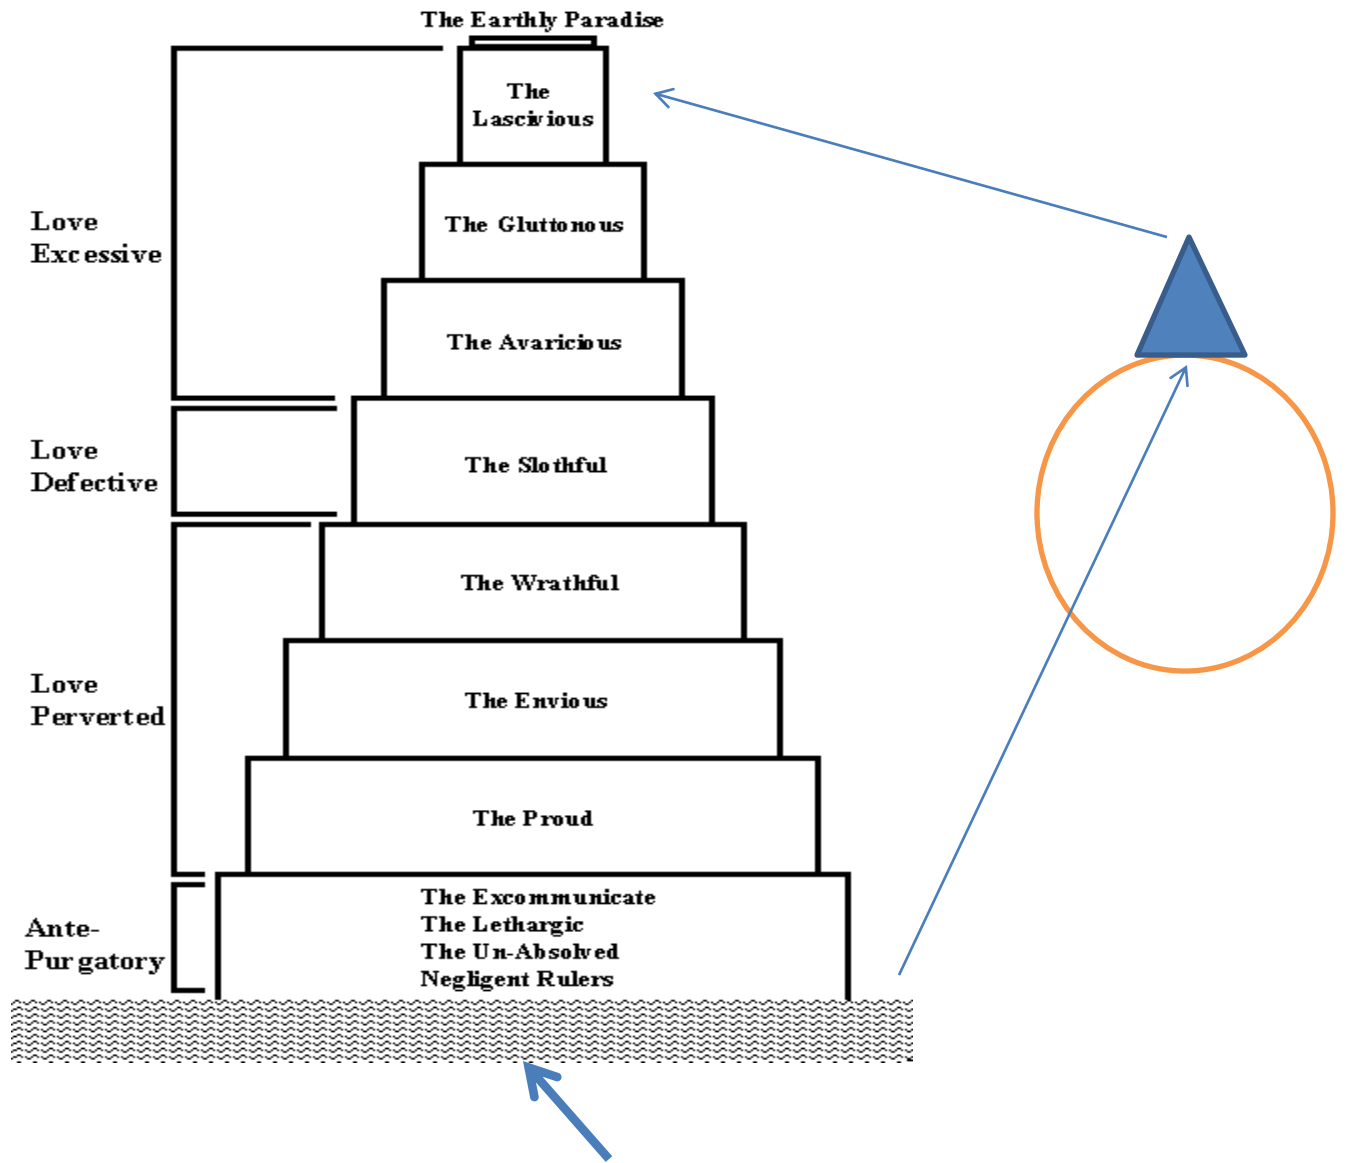 The Earthly Paradise
The
Lascivious
The Gluttonous
Love
Excessive
The Avaricious
Love
Defective
The Slothful
The Wrathful
Love
Perverted
The Envious
The Proud
Ante-
Purgatory
The Excommunicate
The Lethargic
The Un-Absolved
Negligent Rulers